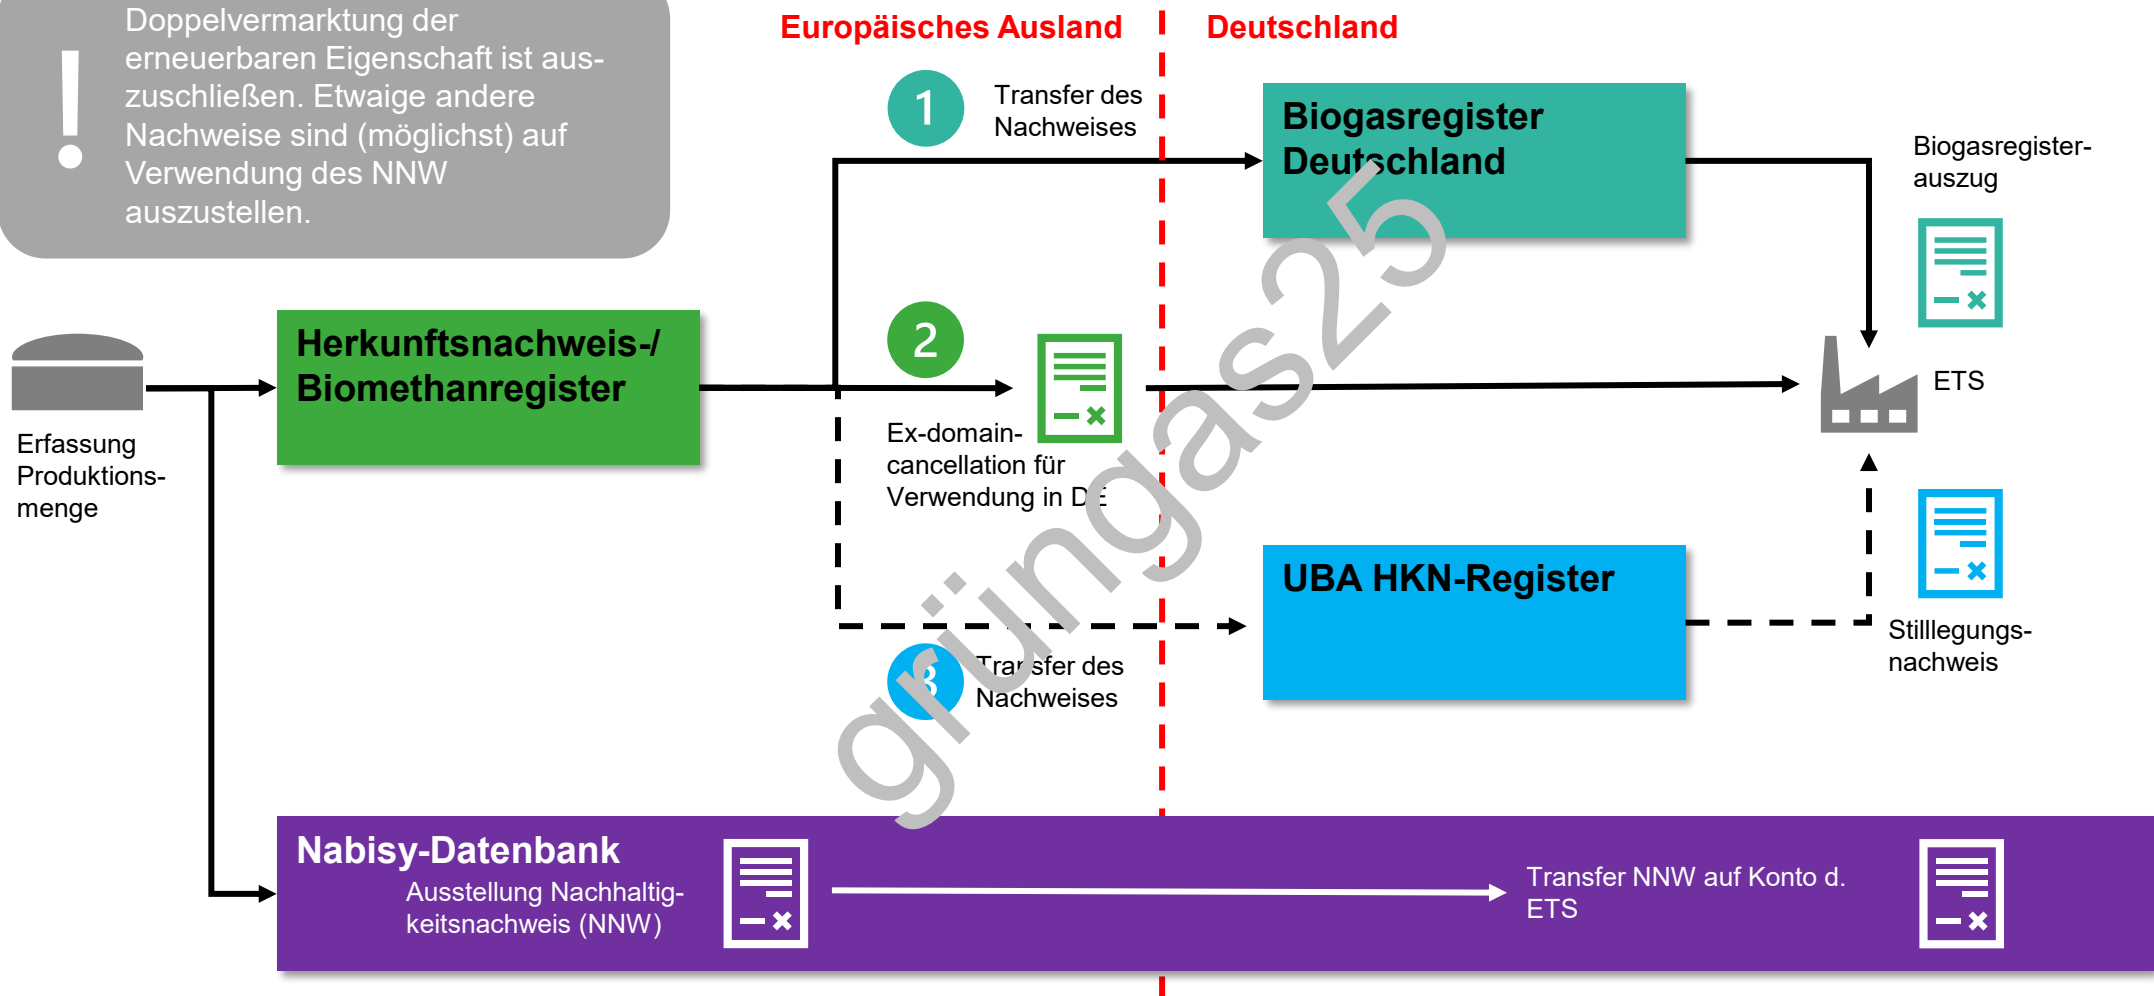 Doppelvermarktung der
erneuerbaren Eigenschaft ist aus-
zuschließen. Etwaige andere
Nachweise sind (möglichst) auf
Verwendung des NNW
auszustellen.
!
Europäisches Ausland
Deutschland
1
Transfer des
Nachweises
Biogasregister
Deutschland
Biogasregister-
auszug
Herkunftsnachweis-/
Biomethanregister
2
Ex-domain-
cancellation für
Verwendung in DE
ETS
Erfassung
Produktions-
menge
UBA HKN-Register
3
Transfer des
Nachweises
Stilllegungs-
nachweis
Nabisy-Datenbank
Ausstellung Nachhaltig-
keitsnachweis (NNW)
Transfer NNW auf Konto d.
ETS
grüngas25